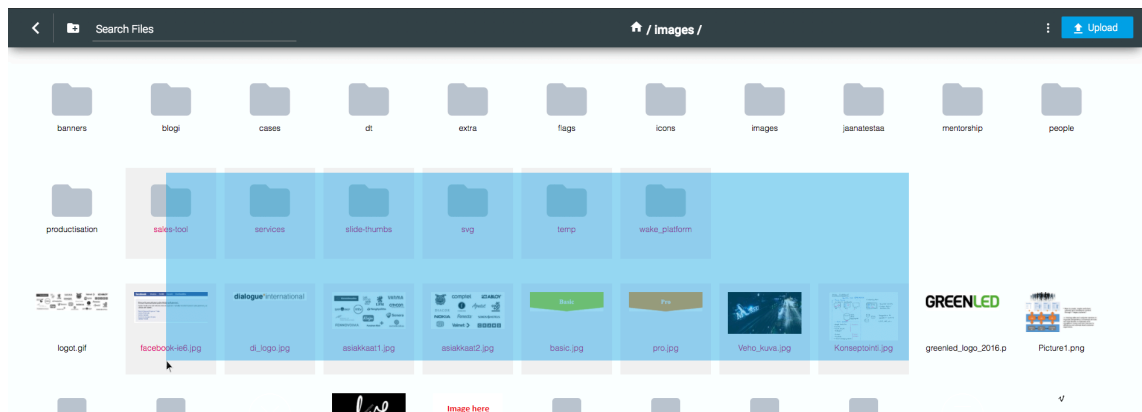 Search Files
/ images /
Upload
banners
blogi
cases
dt
extra
flags
icons
images
jaanatestaa
mentorship
people
productisation
sales-tool
services
slide-thumbs
svg
temp
wake_platform
dialogue°international
comptel
Basic
Pro
GREENLED
logot.gif
facebook-ie6.jpg
di_logo.jpg
asiakkaat1.jpg
asiakkaat2.jpg
basic.jpg
pro.jpg
Veho_kuva.jpg
Konseptointi.jpg
greenled_logo_2016.p
Picture1.png
Image here